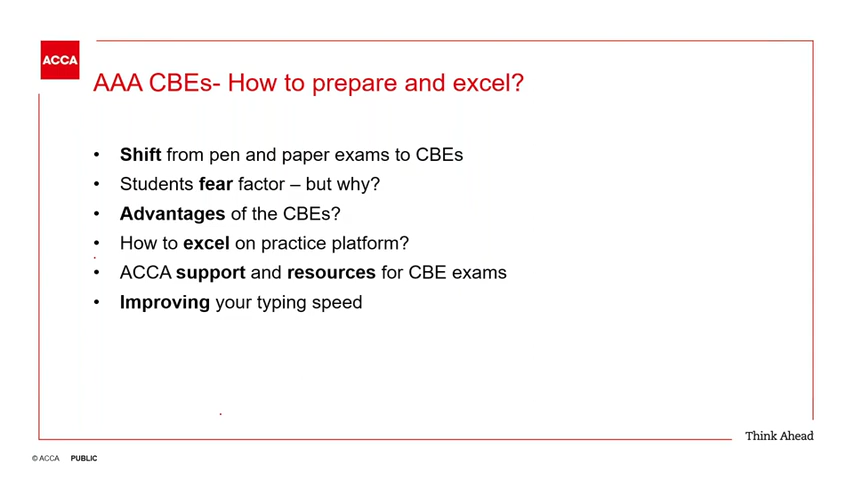 ACCA
AAA CBEs- How to prepare and excel?
• Shift from pen and paper exams to CBEs
• Students fear factor – but why?
• Advantages of the CBEs?
• How to excel on practice platform?
• ACCA support and resources for CBE exams
• Improving your typing speed
Think Ahead
© ACCA PUBLIC